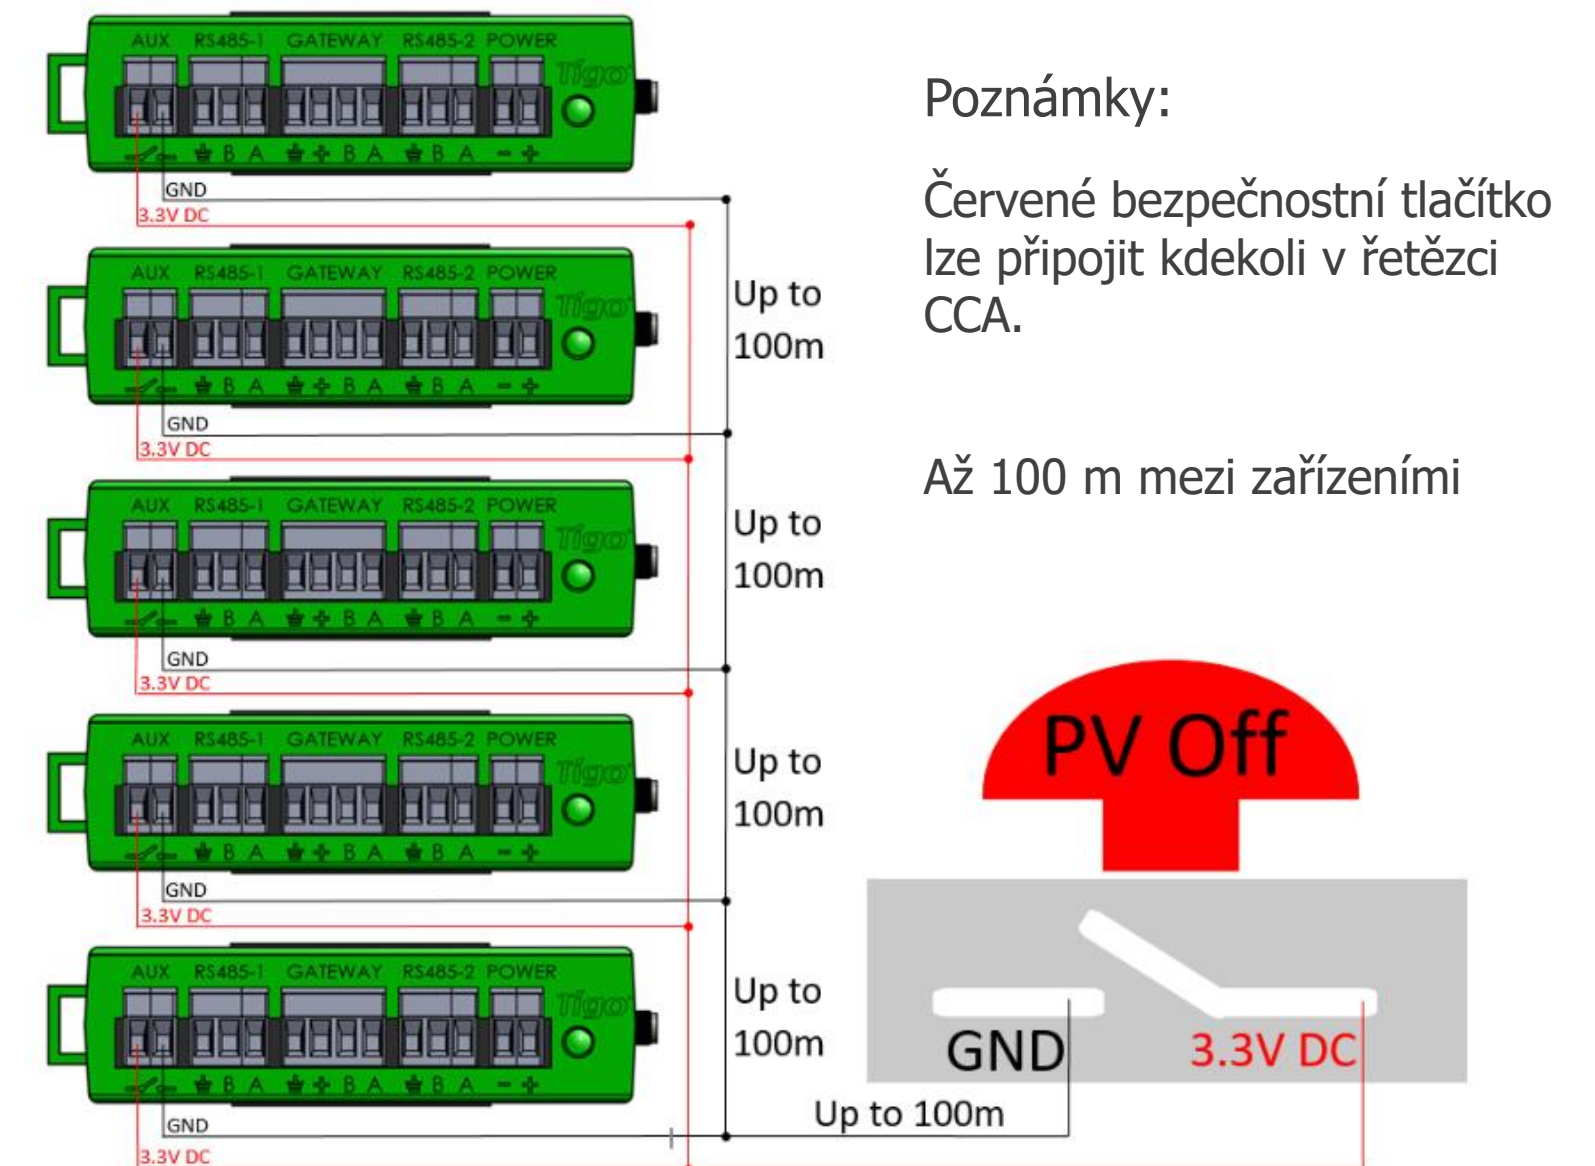 AUX RS485-1 GATEWAY RS485-2 POWER
Tigo
B A + B A B A - +
GND
3.3V DC
AUX RS485-1 GATEWAY RS485-2 POWER
Tigo
B A + B A B A - +
GND
3.3V DC
Up to
100m
AUX RS485-1 GATEWAY RS485-2 POWER
Tigo
B A + B A B A - +
GND
3.3V DC
Up to
100m
AUX RS485-1 GATEWAY RS485-2 POWER
Tigo
B A + B A B A - +
GND
3.3V DC
Up to
100m
AUX RS485-1 GATEWAY RS485-2 POWER
Tigo
B A + B A B A - +
GND
3.3V DC
Up to
100m
Poznámky:
Červené bezpečnostní tlačítko
lze připojit kdekoli v řetězci
CCA.
Až 100 m mezi zařízeními
PV Off
GND 3.3V DC
Up to 100m